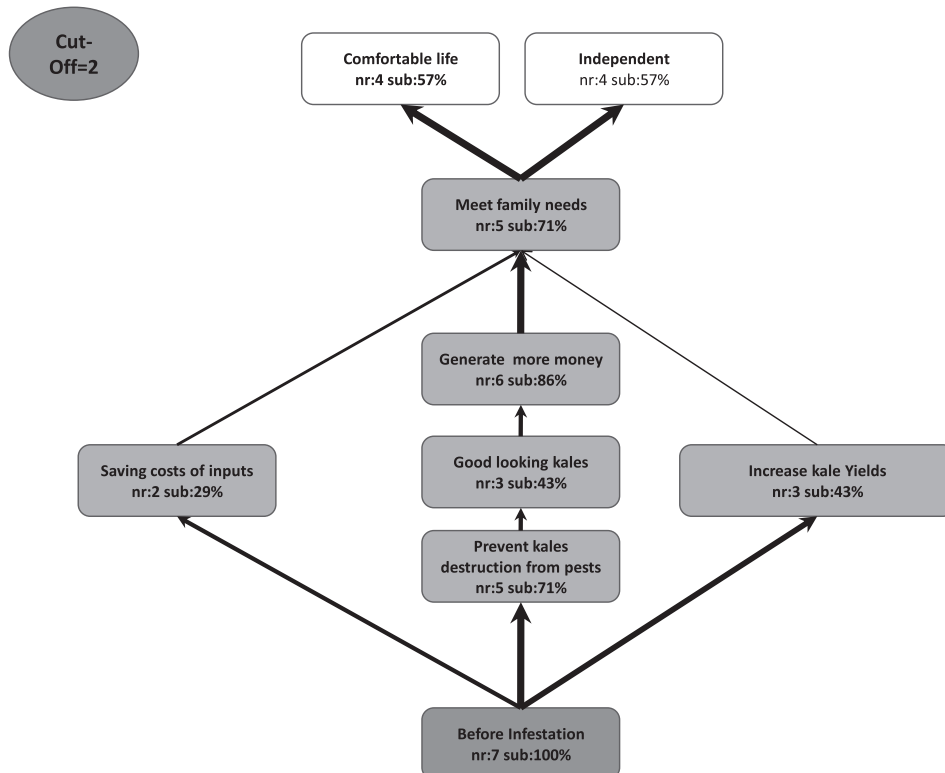 Cut-
Off=2
Comfortable life
nr:4 sub:57%
Independent
nr:4 sub:57%
Meet family needs
nr:5 sub:71%
Generate  more money
nr:6 sub:86%
Saving costs of inputs
nr:2 sub:29%
Good looking kales
nr:3 sub:43%
Increase kale Yields
nr:3 sub:43%
Prevent kales
destruction from pests
nr:5 sub:71%
Before Infestation
nr:7 sub:100%